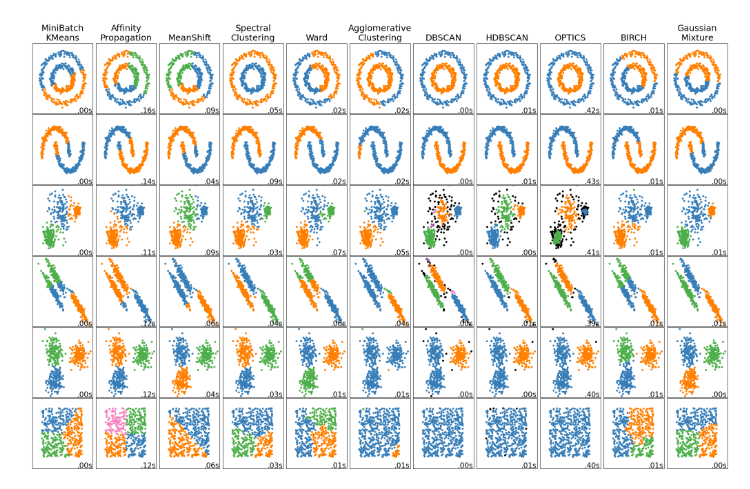 MiniBatch
KMeans
Affinity
Propagation
MeanShift
Spectral
Clustering
Ward
Agglomerative
Clustering
DBSCAN
HDBSCAN
OPTICS
BIRCH
Gaussian
Mixture
.00s .16s .09s .05s .02s .02s .00s .01s .42s .01s .00s
.00s .14s .04s .09s .02s .02s .00s .01s .43s .01s .00s
.00s .11s .09s .03s .07s .05s .00s .00s .41s .01s .01s
.00s .12s .06s .04s .01s .01s .01s
.00s .12s .04s .03s .01s .01s .00s .00s .40s .01s .00s
.00s .12s .06s .03s .01s .01s .00s .01s .40s .01s .00s